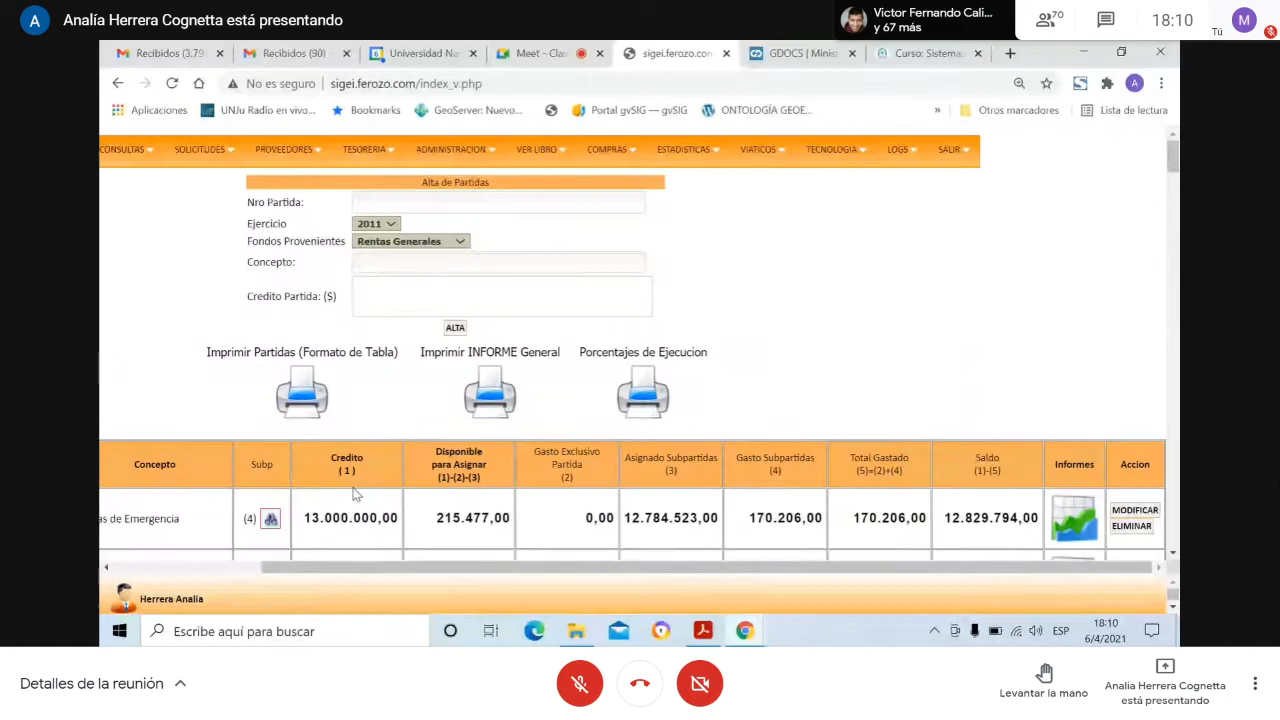 A Analía Herrera Cognetta está presentando
Victor Fernando Cali...
y 67 más
70
18:10
Tú
M
Recibidos (3.79
Recibidos (90)
Universidad Na
Meet - Clas
sigei.ferozo.con
GDOCS | Minis
Curso: Sistema
No es seguro | sigei.ferozo.com/index_v.php
A
Aplicaciones
UNJu Radio en vivo...
Bookmarks
GeoServer: Nuevo...
Portal gvSIG — gvSIG
ONTOLOGÍA GEOE...
»
Otros marcadores
Lista de lectura
CONSULTAS
SOLICITUDES
PROVEEDORES
TESORERIA
ADMINISTRACION
VER LIBRO
COMPRAS
ESTADISTICAS
VIATICOS
TECNOLOGIA
LOGS
SALIR
Alta de Partidas
Nro Partida:
Ejercicio 2011
Fondos Provenientes Rentas Generales
Concepto:
Credito Partida: ($)
ALTA
Imprimir Partidas (Formato de Tabla)
Imprimir INFORME General
Porcentajes de Ejecucion
Concepto
Subp
Credito
( 1 )
Disponible
para Asignar
(1)-(2)-(3)
Gasto Exclusivo
Partida
(2)
Asignado Subpartidas
(3)
Gasto Subpartidas
(4)
Total Gastado
(5)=(2)+(4)
Saldo
(1)-(5)
Informes
Accion
as de Emergencia
(4)
13.000.000,00
215.477,00
0,00
12.784.523,00
170.206,00
170.206,00
12.829.794,00
MODIFICAR
ELIMINAR
Herrera Analia
Escribe aquí para buscar
ESP
18:10
6/4/2021
Detalles de la reunión
Levantar la mano
Analía Herrera Cognetta
está presentando